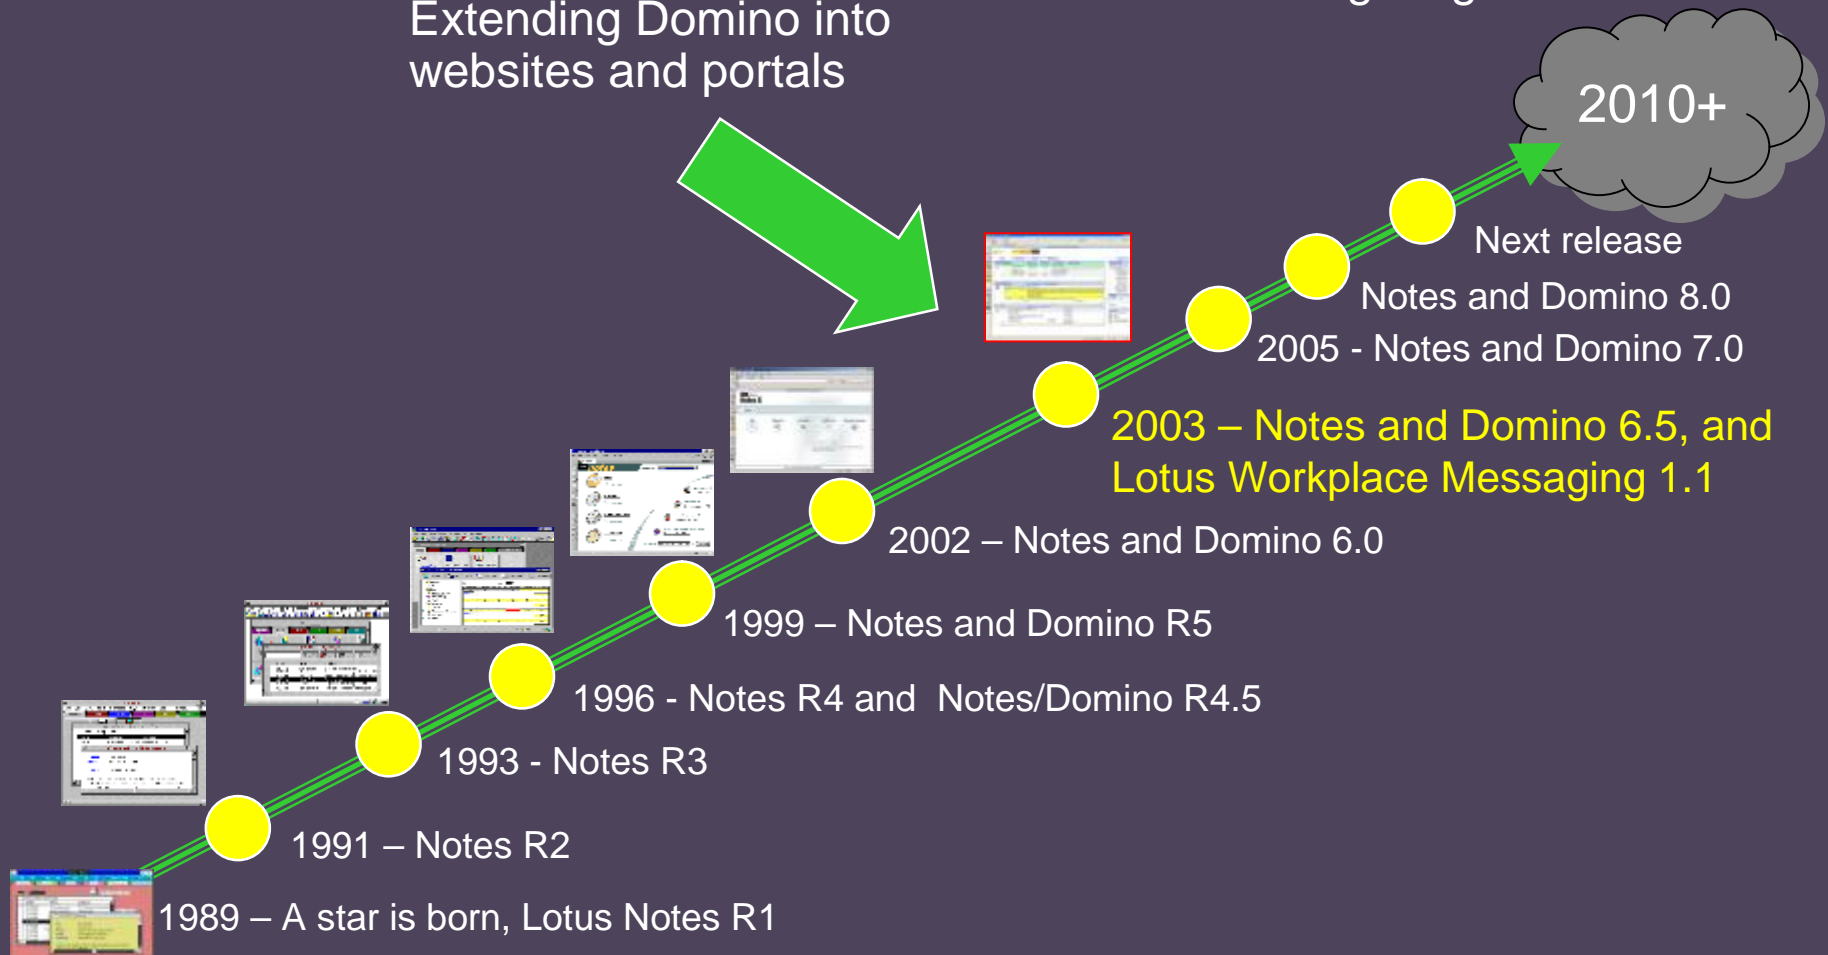 Extending Domino into
websites and portals
2010+
Next release
Notes and Domino 8.0
2005 - Notes and Domino 7.0
2003 – Notes and Domino 6.5, and
Lotus Workplace Messaging 1.1
2002 – Notes and Domino 6.0
1999 – Notes and Domino R5
1996 - Notes R4 and  Notes/Domino R4.5
1993 - Notes R3
1991 – Notes R2
1989 – A star is born, Lotus Notes R1